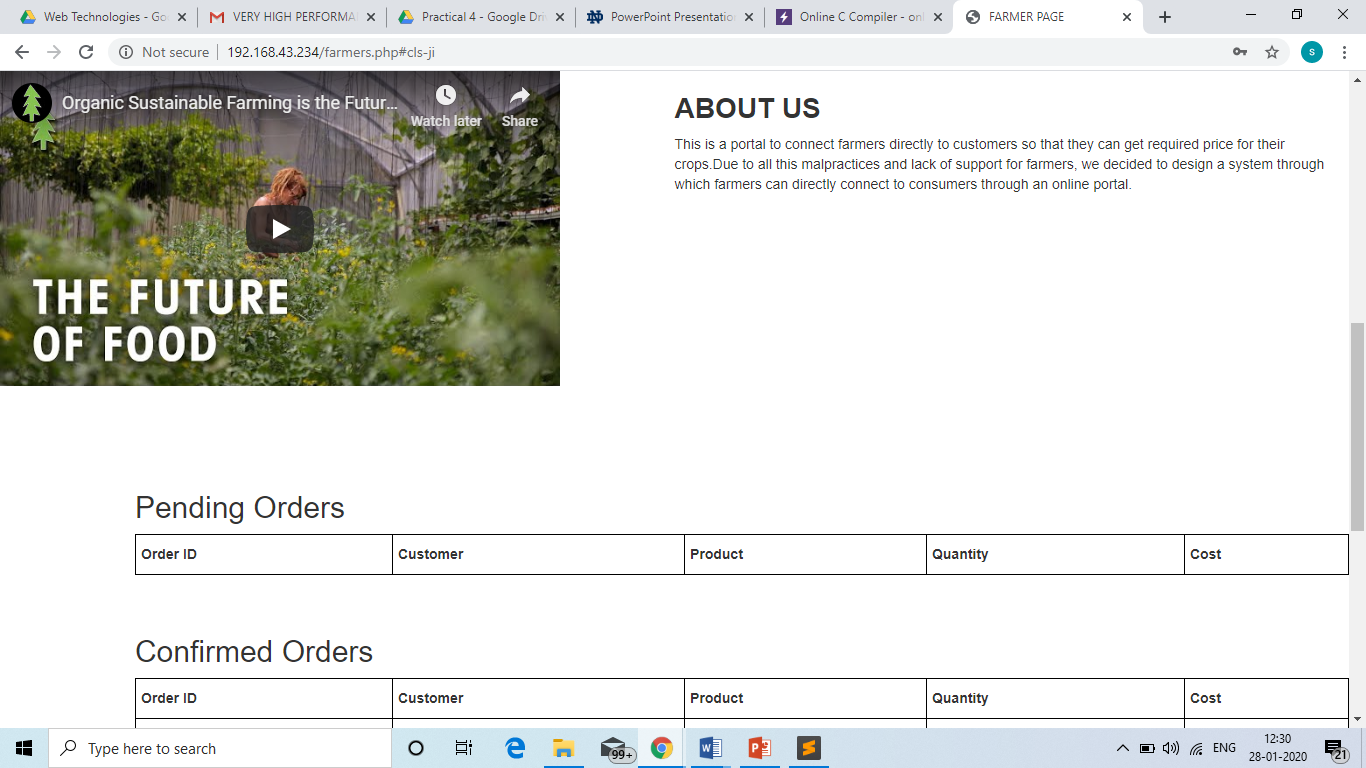 Web Technologies - Go
VERY HIGH PERFORMA
Practical 4 - Google Dri
PowerPoint Presentatio
Online C Compiler - onl
FARMER PAGE
Not secure
192.168.43.234/farmers.php#cls-ji
s
Organic Sustainable Farming is the Futur...
Watch later
Share
THE FUTURE
OF FOOD
ABOUT US
This is a portal to connect farmers directly to customers so that they can get required price for their
crops.Due to all this malpractices and lack of support for farmers, we decided to design a system through
which farmers can directly connect to consumers through an online portal.
Pending Orders
Order ID Customer Product Quantity Cost
Confirmed Orders
Order ID Customer Product Quantity Cost
Type here to search
99+
ENG
12:30
28-01-2020
21